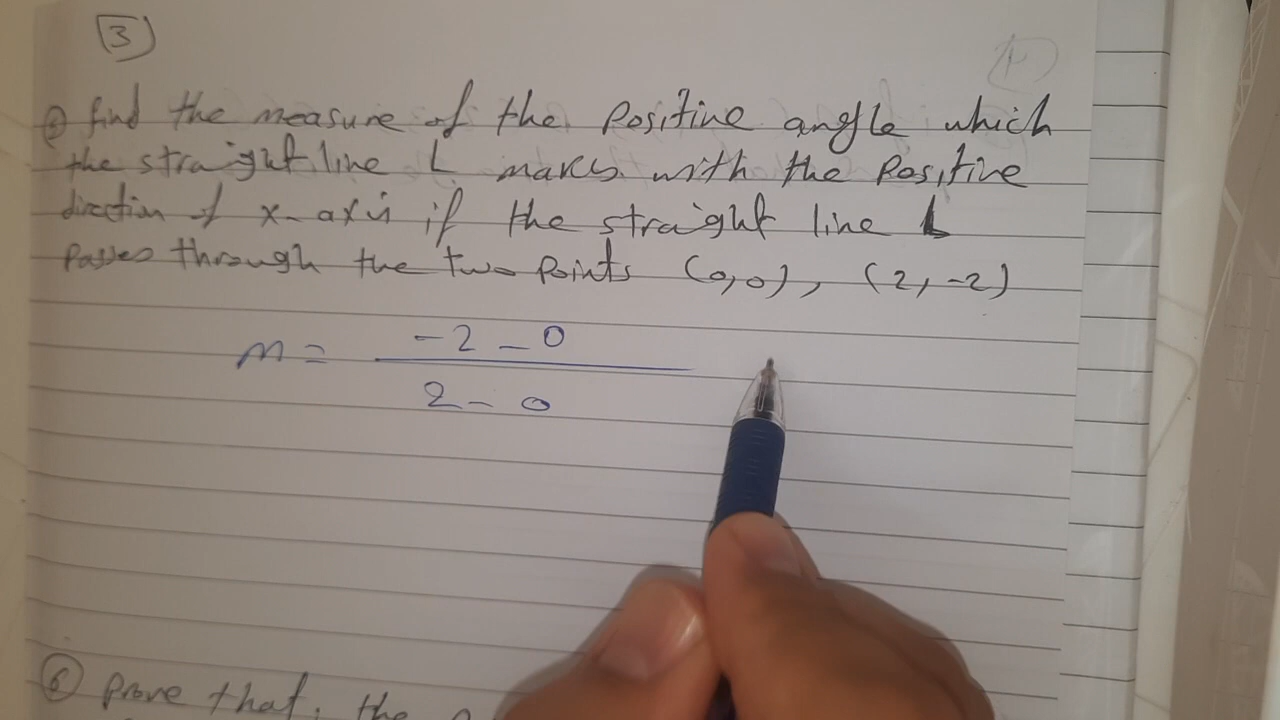 3
find the measure of the Positive angle which
the straight line L makes with the Positive
direction of x-axis if the straight line L
Passes through the two Points (0,0), (2,-2)
m = -2 - 0
2 - 0
6 Prove that, the